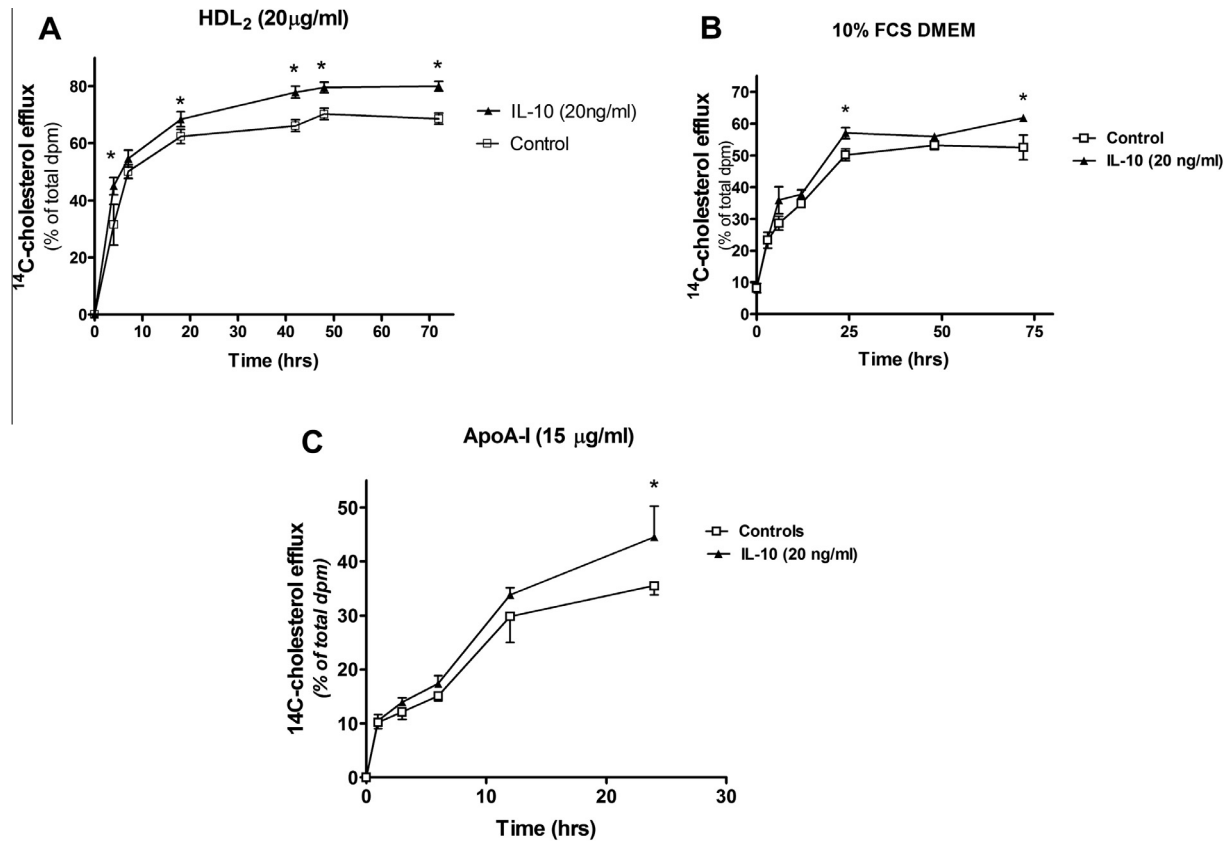 A
HDL₂ (20μg/ml)
¹⁴C-cholesterol efflux
(% of total dpm)
80
60
40
20
0
* * * * *
0 10 20 30 40 50 60 70
Time (hrs)
IL-10 (20ng/ml)
Control
B
10% FCS DMEM
¹⁴C-cholesterol efflux
(% of total dpm)
70
60
50
40
30
20
10
0
* *
0 25 50 75
Time (hrs)
Control
IL-10 (20 ng/ml)
C
ApoA-I (15 μg/ml)
14C-cholesterol efflux
(% of total dpm)
50
40
30
20
10
0
*
0 10 20 30
Time (hrs)
Controls
IL-10 (20 ng/ml)